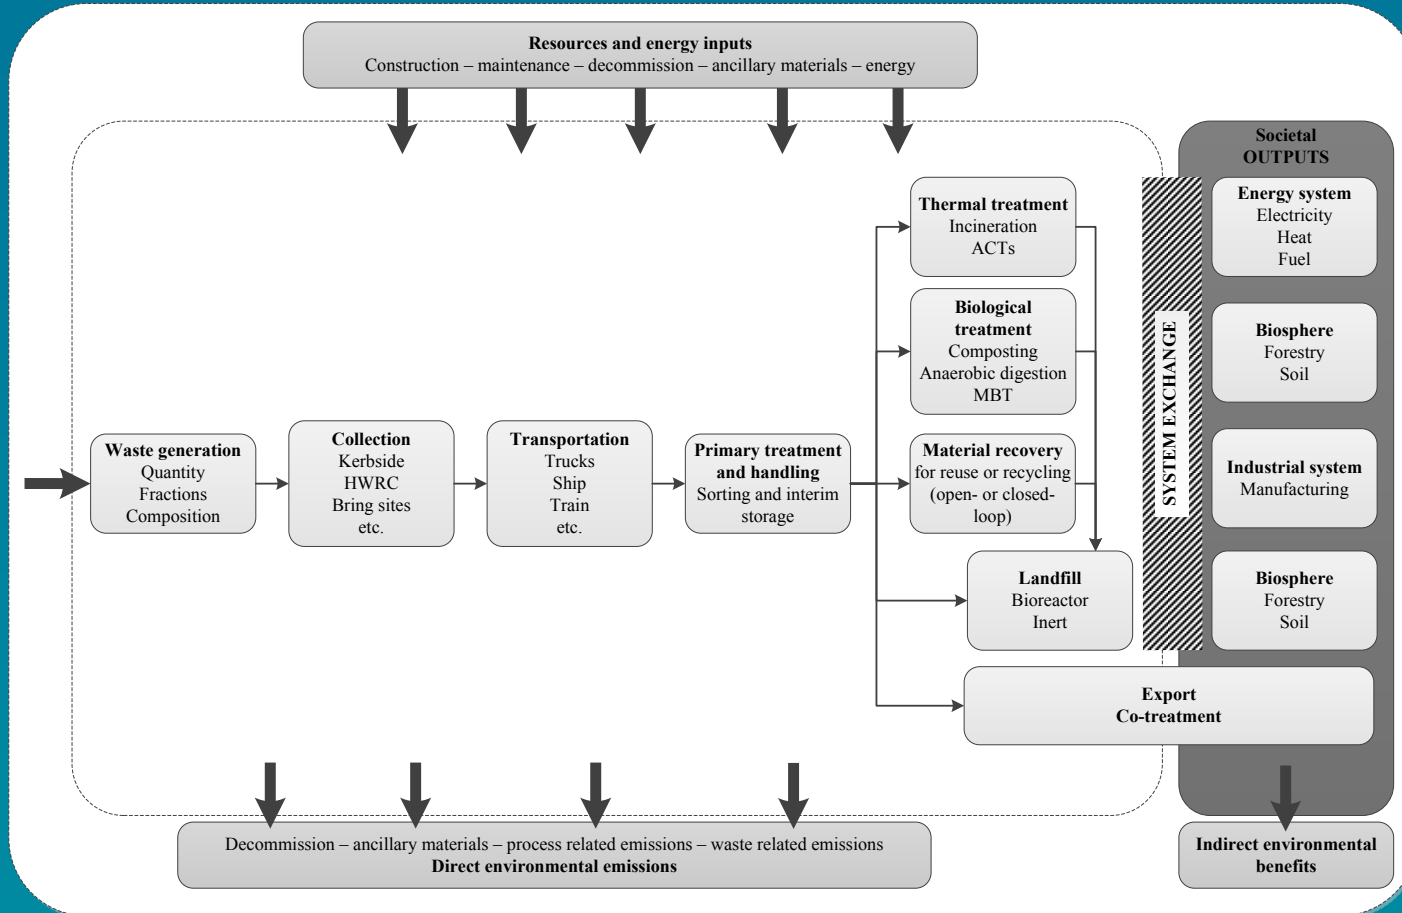 Resources and energy inputs
Construction – maintenance – decommission – ancillary materials – energy
Societal
OUTPUTS
Thermal treatment
Incineration
ACTs
Energy system
Electricity
Heat
Fuel
Biological
treatment
Composting
Anaerobic digestion
MBT
Biosphere
Forestry
Soil
SYSTEM EXCHANGE
Waste generation
Quantity
Fractions
Composition
Collection
Kerbside
HWRC
Bring sites
etc.
Transportation
Trucks
Ship
Train
etc.
Primary treatment
and handling
Sorting and interim
storage
Material recovery
for reuse or recycling
(open- or closed-
loop)
Industrial system
Manufacturing
Landfill
Bioreactor
Inert
Biosphere
Forestry
Soil
Export
Co-treatment
Decommission – ancillary materials – process related emissions – waste related emissions
Direct environmental emissions
Indirect environmental
benefits